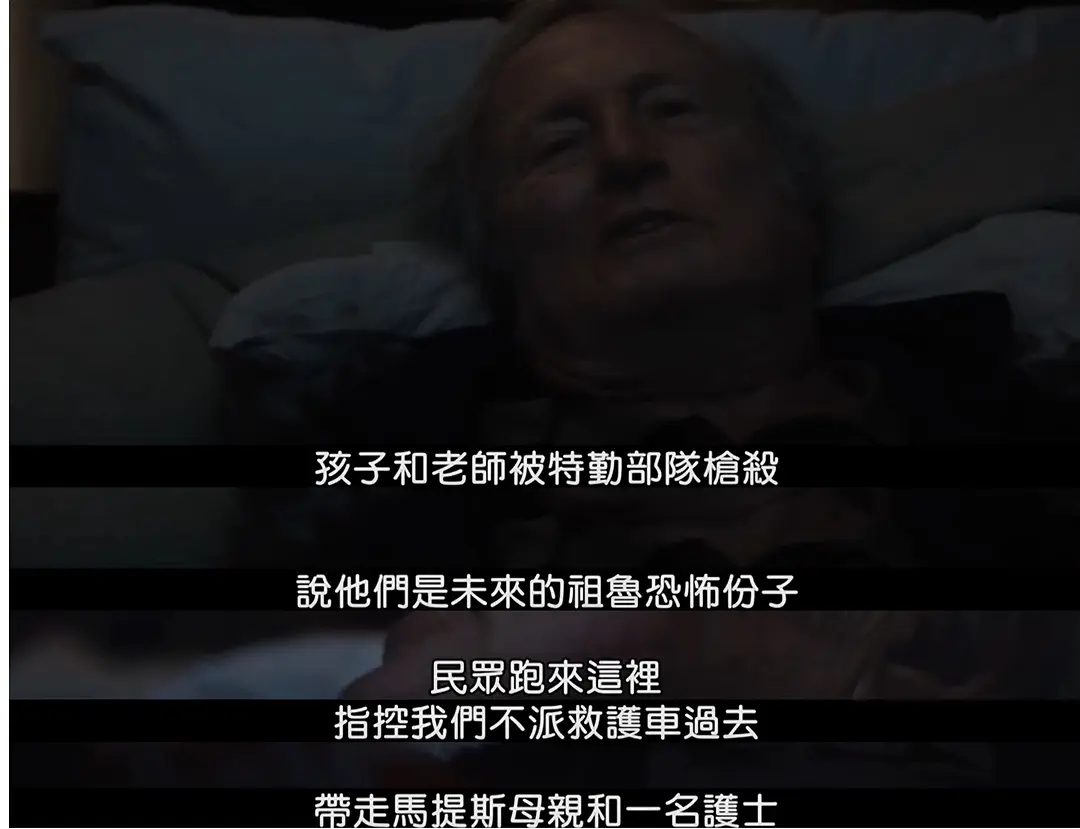 孩子和老師被特勤部隊槍殺
說他們是未來的祖魯恐怖份子
民眾跑來這裡
指控我們不派救護車過去
帶走馬提斯母親和一名護士